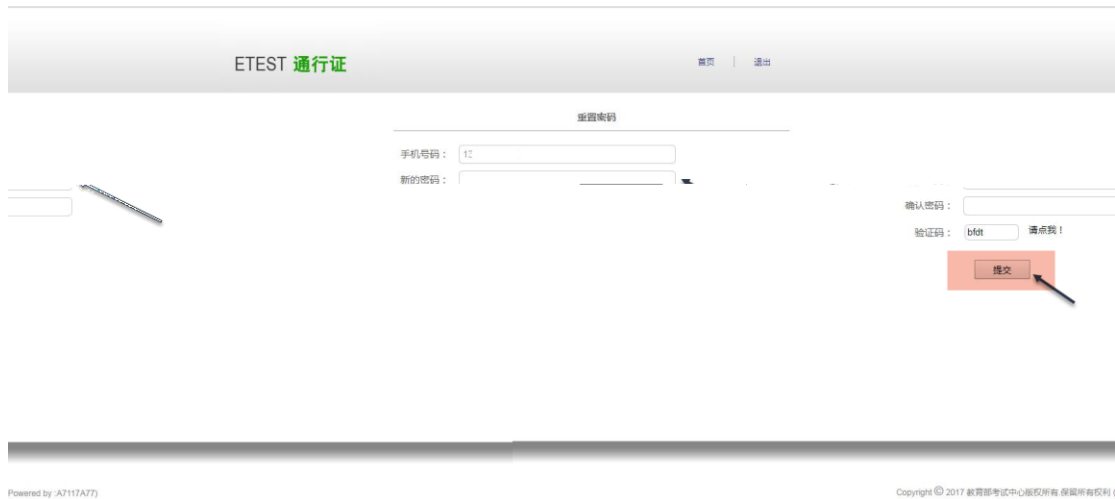 ETEST 通行证
首页 | 退出
重置密码
手机号码：
新的密码：
确认密码：
验证码： bfdt 请点我！
提交
Powered by :A7117A77)
Copyright © 2017 教育部考试中心版权所有.保留所有权利 (